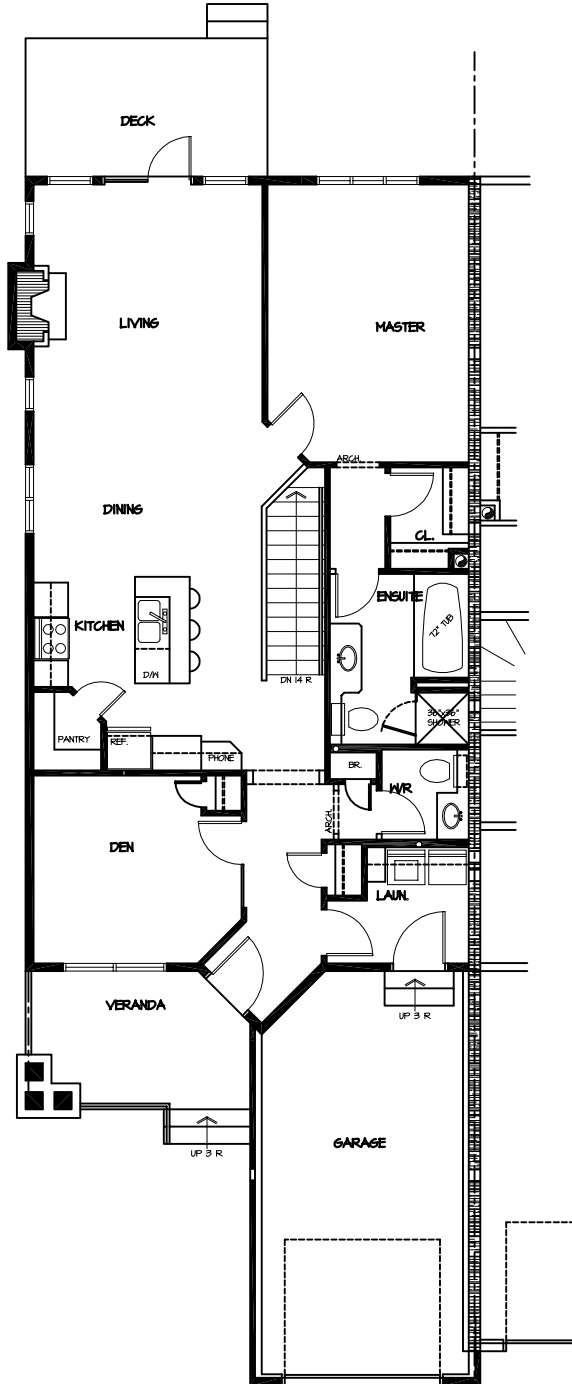 DECK
LIVING
MASTER
ARCH.
DINING
CL.
ENSUITE
72" TUB
KITCHEN
D/W
DN 14 R
36"x36"
SHOWER
PANTRY
REF.
PHONE
BR.
W/R
ARCH.
DEN
LAUN.
VERANDA
UP 3 R
GARAGE
UP 3 R